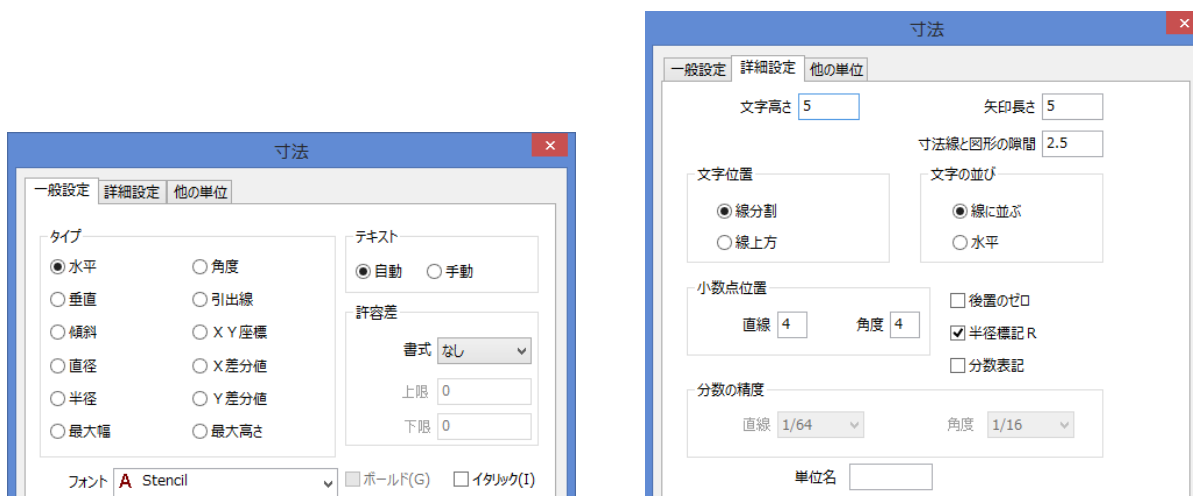 寸法
一般設定 詳細設定 他の単位
タイプ
水平 角度
垂直 引出線
傾斜 X Y座標
直径 X差分値
半径 Y差分値
最大幅 最大高さ
テキスト
自動 手動
許容差
書式 なし
上限 0
下限 0
フォント A Stencil ボールド(G) イタリック(I)
寸法
一般設定 詳細設定 他の単位
文字高さ 5 矢印長さ 5
寸法線と図形の隙間 2.5
文字位置
線分割
線上方
文字の並び
線に並ぶ
水平
小数点位置
直線 4 角度 4
後置のゼロ
半径標記 R
分数表記
分数の精度
直線 1/64 角度 1/16
単位名